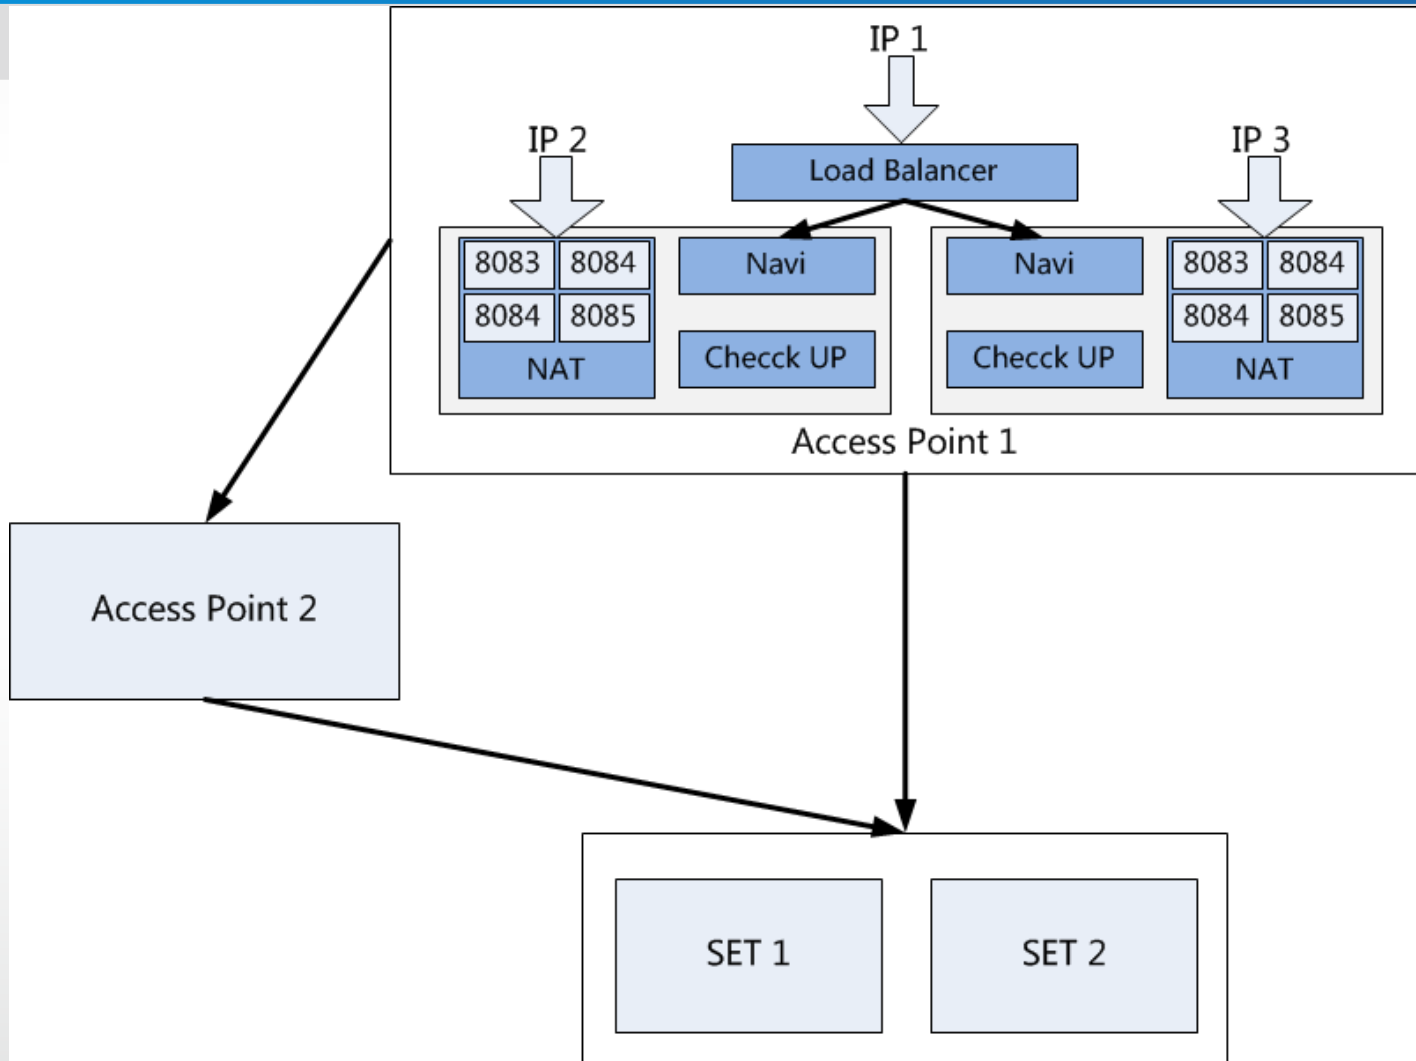 IP 1
IP 2
IP 3
Load Balancer
8083 8084 Navi Navi 8083 8084
8084 8085 8084 8085
Checck UP Checck UP
NAT NAT
Access Point 1
Access Point 2
SET 1 SET 2